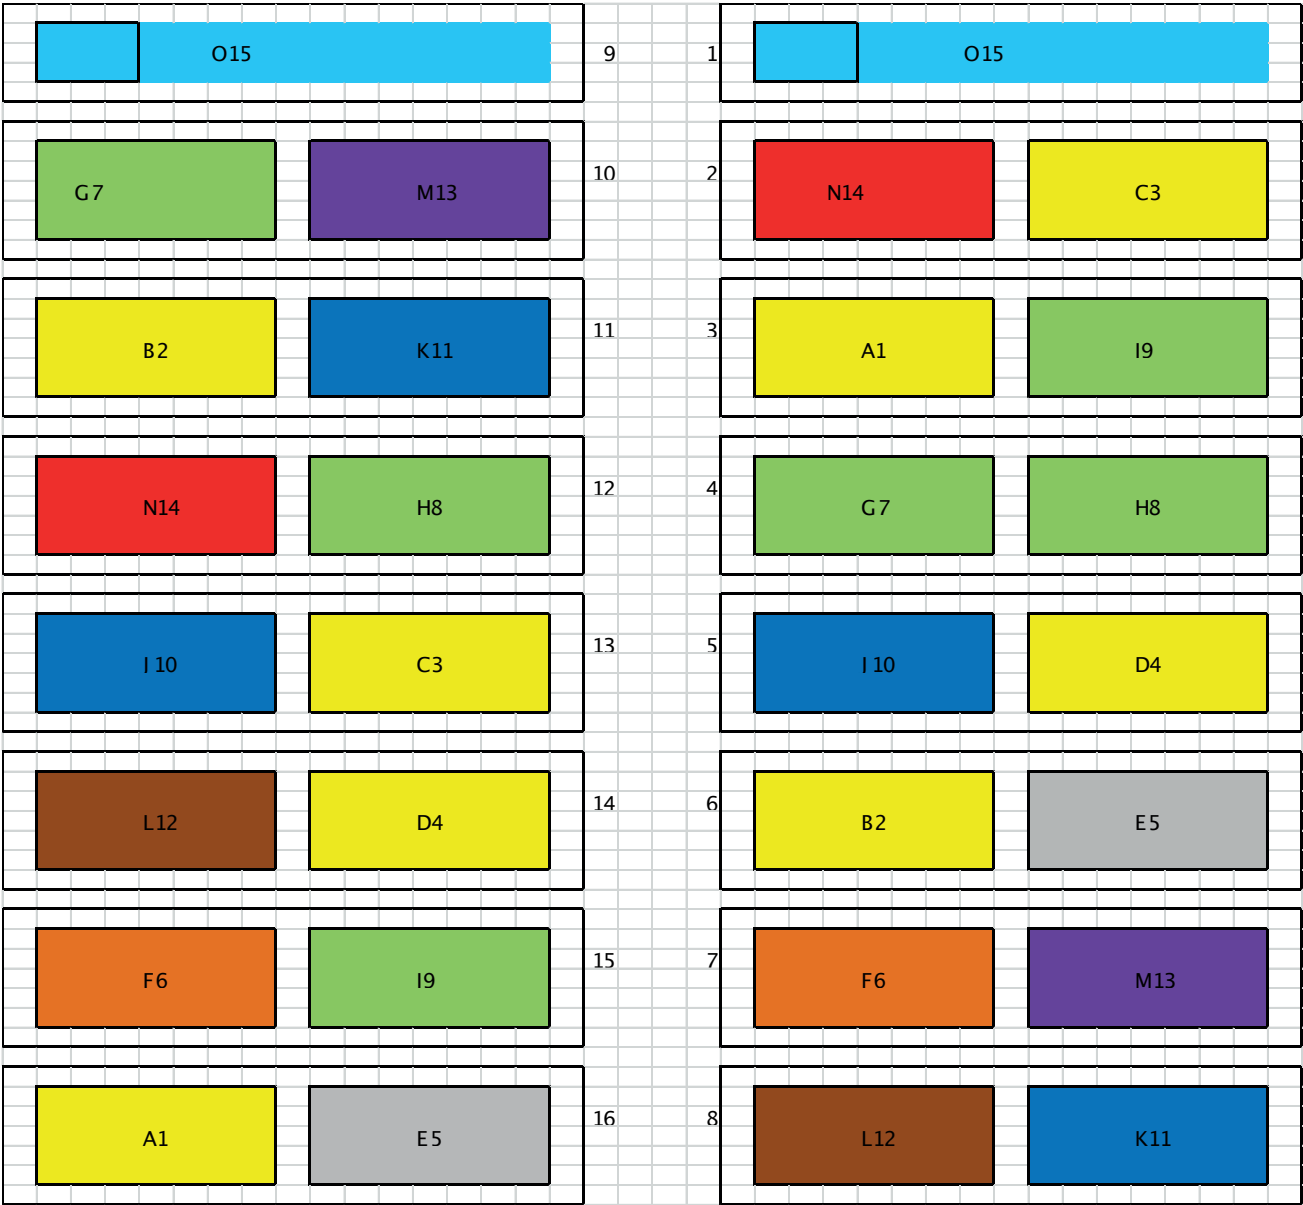 O15 9 1 O15
G7 M13 10 2 N14 C3
B2 K11 11 3 A1 I9
N14 H8 12 4 G7 H8
J 10 C3 13 5 J 10 D4
L12 D4 14 6 B2 E5
F6 I9 15 7 F6 M13
A1 E5 16 8 L12 K11